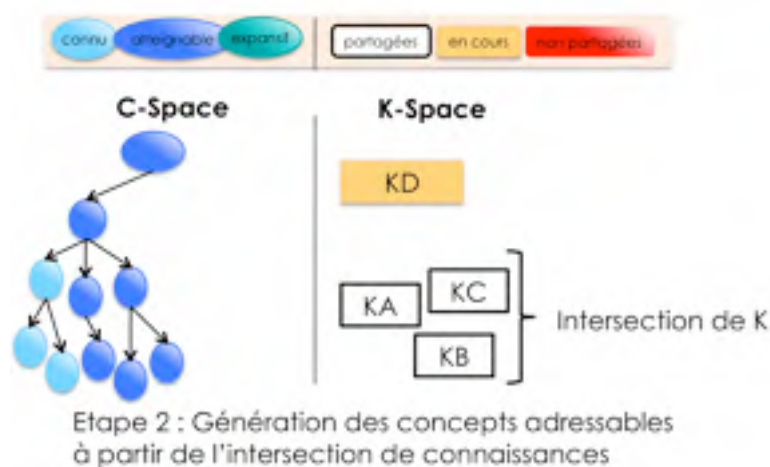 connu atteignable expansif partagées en cours non partagées
C-Space K-Space
KD
KA KC
KB
Intersection de K
Etape 2 : Génération des concepts adressables
à partir de l'intersection de connaissances